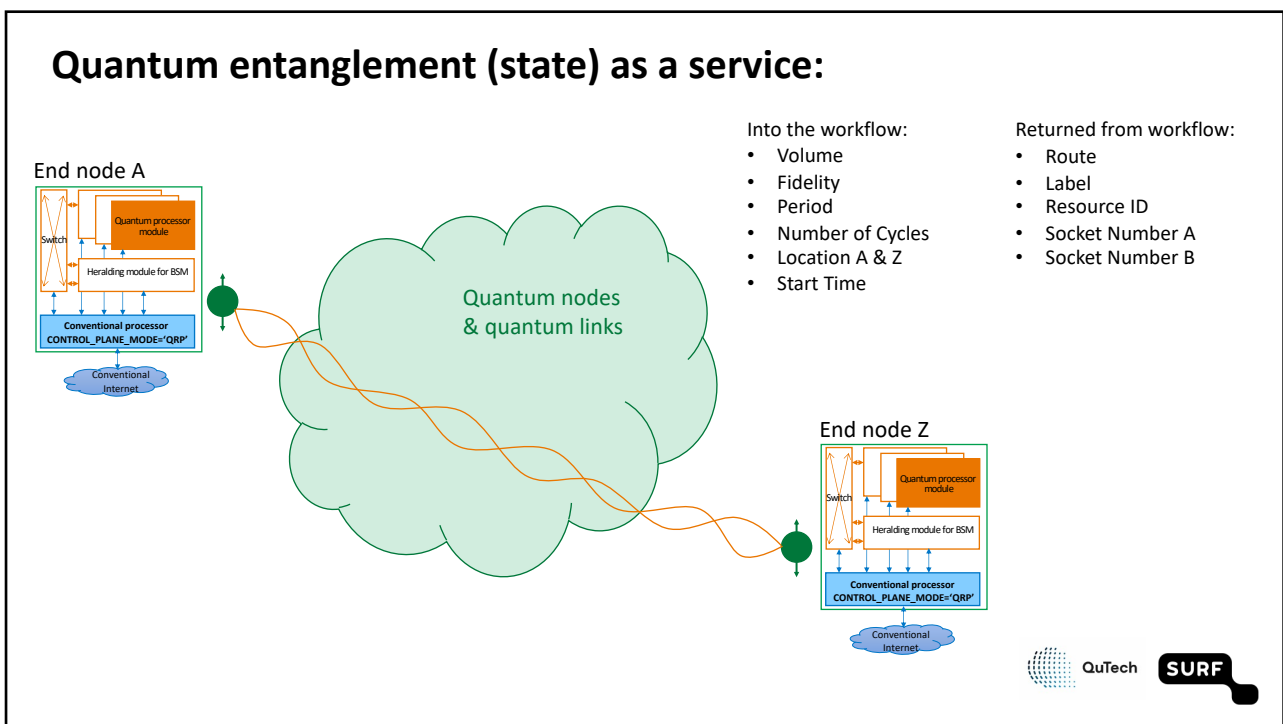 Quantum entanglement (state) as a service:
Into the workflow:
• Volume
• Fidelity
• Period
• Number of Cycles
• Location A & Z
• Start Time
Returned from workflow:
• Route
• Label
• Resource ID
• Socket Number A
• Socket Number B
End node A
Switch
Quantum processor
module
Heralding module for BSM
Conventional processor
CONTROL_PLANE_MODE='QRP'
Conventional
Internet
Quantum nodes
& quantum links
End node Z
Switch
Quantum processor
module
Heralding module for BSM
Conventional processor
CONTROL_PLANE_MODE='QRP'
Conventional
Internet
QuTech
SURF